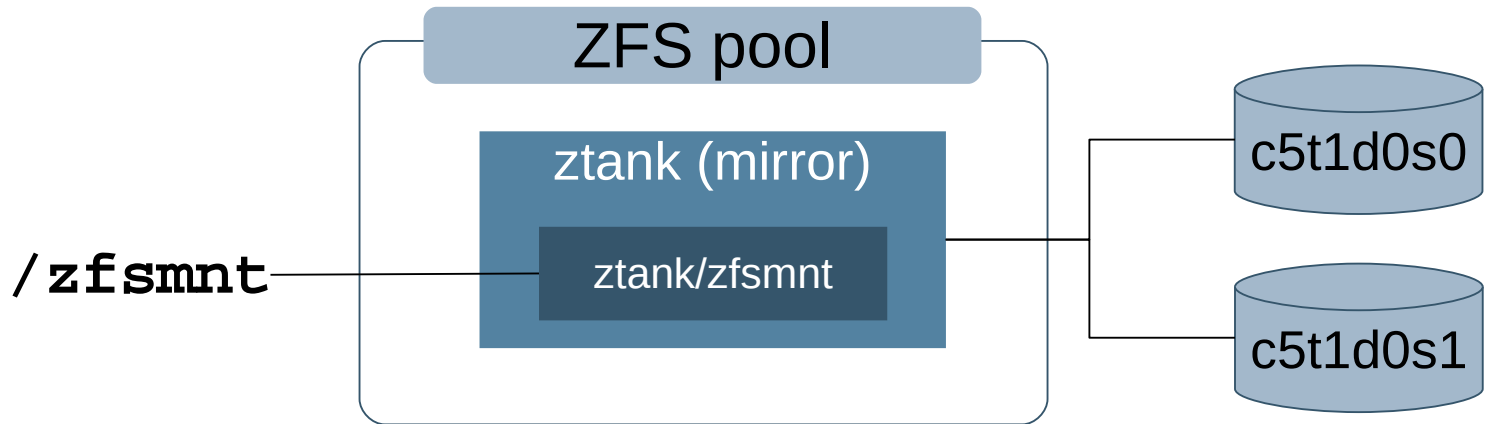 ZFS pool
ztank (mirror)
ztank/zfsmnt
/zfsmnt
c5t1d0s0
c5t1d0s1